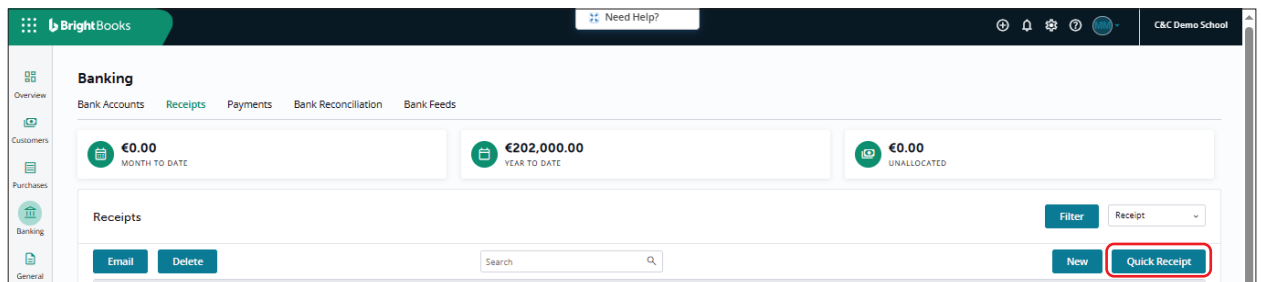 BrightBooks
Need Help?
MM
C&C Demo School
Overview
Customers
Purchases
Banking
General
Banking
Bank Accounts Receipts Payments Bank Reconciliation Bank Feeds
€0.00
MONTH TO DATE
€202,000.00
YEAR TO DATE
€0.00
UNALLOCATED
Receipts
Filter
Receipt
Email Delete
Search
New Quick Receipt